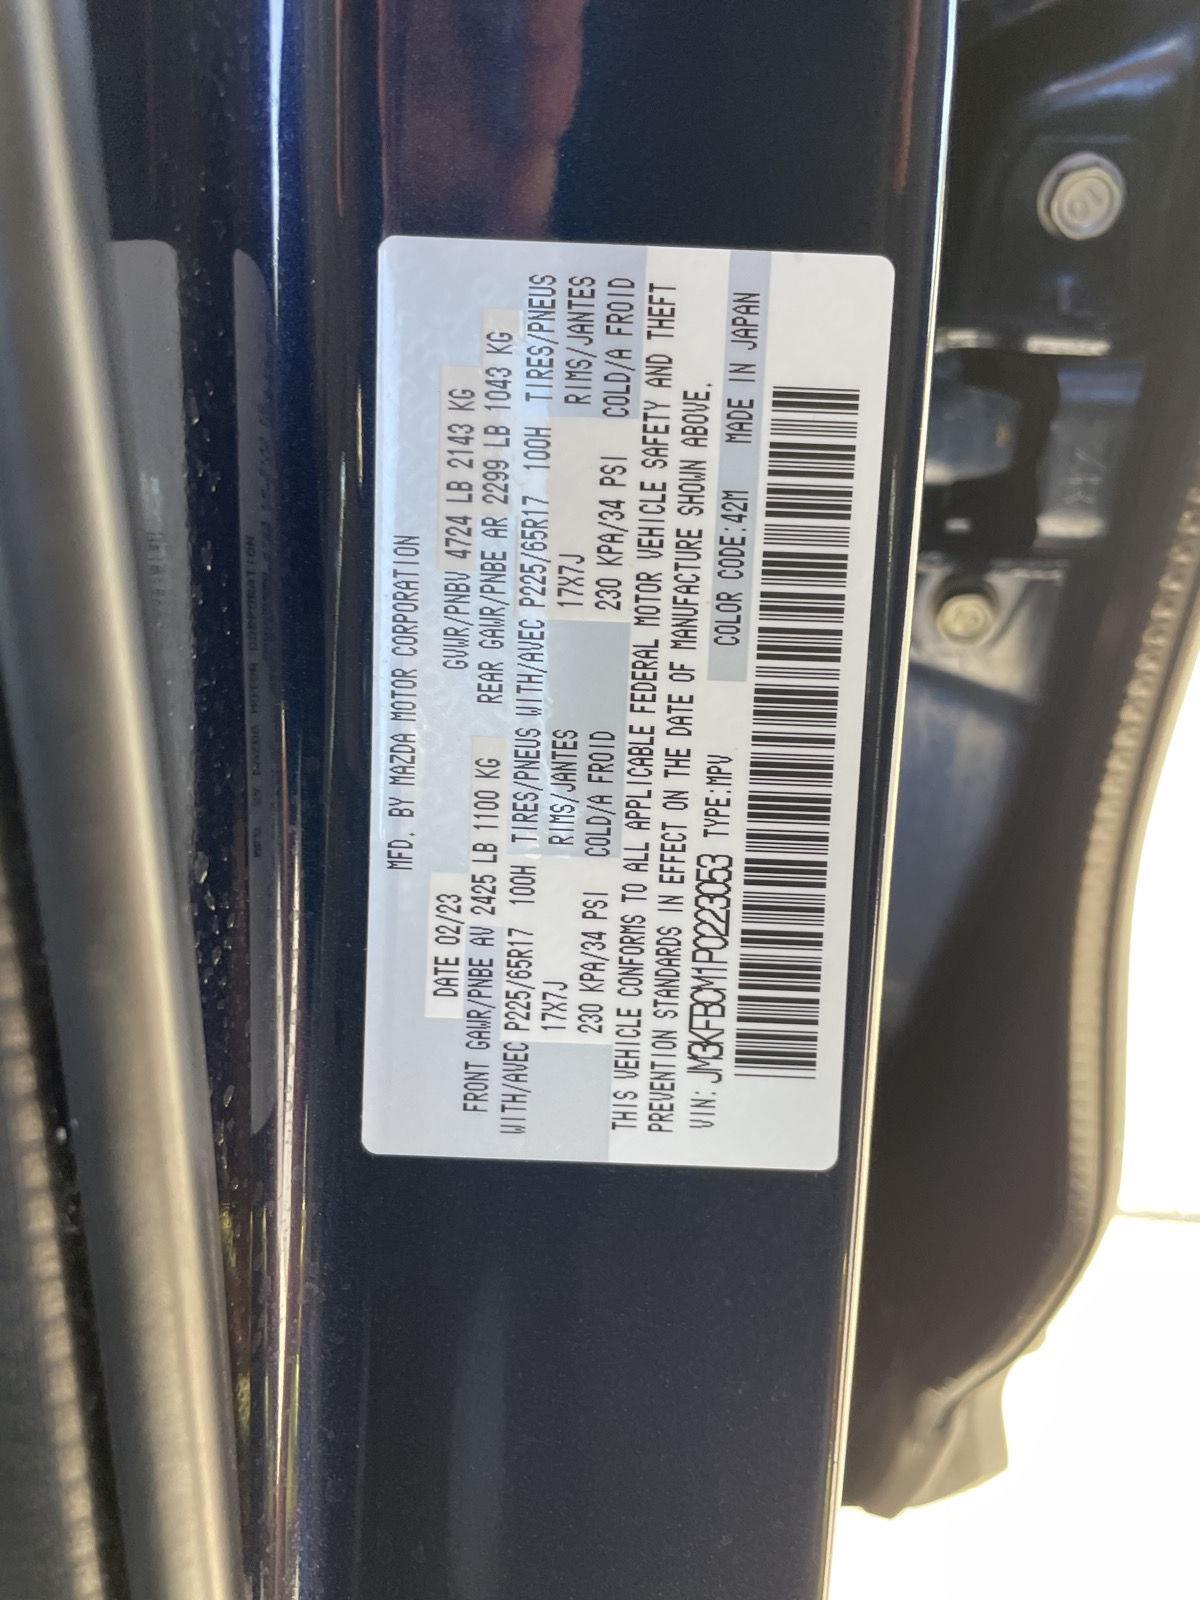 MFD. BY MAZDA MOTOR CORPORATION
DATE 02/23 GVWR/PNBV 4724 LB 2143 KG
FRONT GAWR/PNBE AV 2425 LB 1100 KG REAR GAWR/PNBE AR 2299 LB 1043 KG
WITH/AVEC P225/65R17 100H TIRES/PNEUS WITH/AVEC P225/65R17 100H TIRES/PNEUS
17X7J RIMS/JANTES 17X7J RIMS/JANTES
230 KPA/34 PSI COLD/A FROID 230 KPA/34 PSI COLD/A FROID
THIS VEHICLE CONFORMS TO ALL APPLICABLE FEDERAL MOTOR VEHICLE SAFETY AND THEFT
PREVENTION STANDARDS IN EFFECT ON THE DATE OF MANUFACTURE SHOWN ABOVE.
VIN: JM3KFBCM1P0223053 TYPE:MPV COLOR CODE:42M MADE IN JAPAN